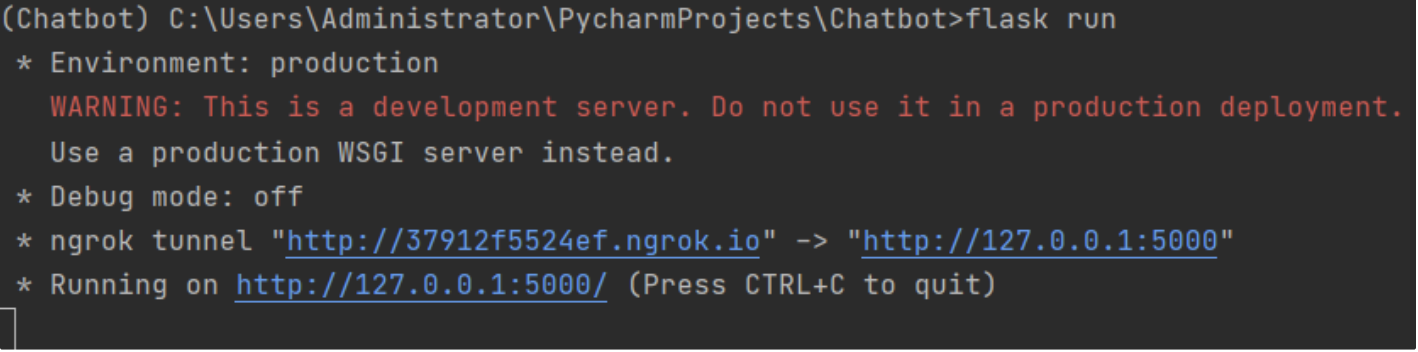 (Chatbot) C:\Users\Administrator\PycharmProjects\Chatbot>flask run
* Environment: production
WARNING: This is a development server. Do not use it in a production deployment.
Use a production WSGI server instead.
* Debug mode: off
* ngrok tunnel "http://37912f5524ef.ngrok.io" -> "http://127.0.0.1:5000"
* Running on http://127.0.0.1:5000/ (Press CTRL+C to quit)